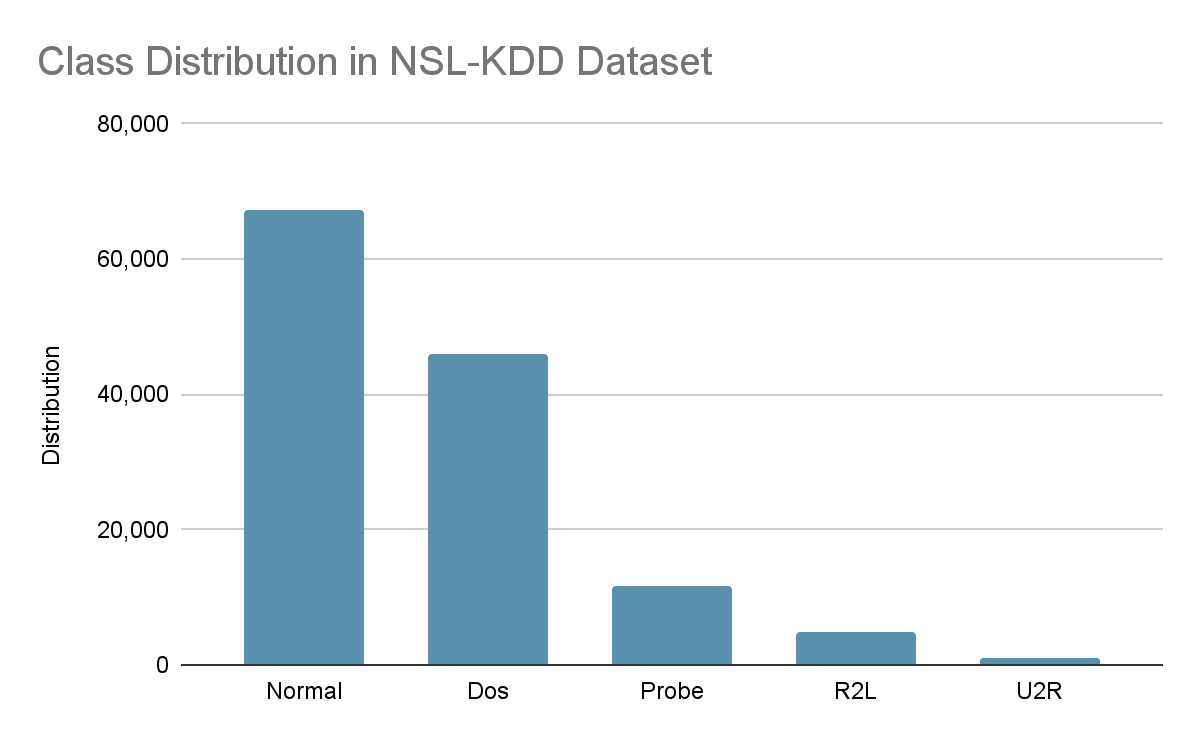 Class Distribution in NSL-KDD Dataset
80,000
60,000
40,000
20,000
0
Distribution
Normal Dos Probe R2L U2R